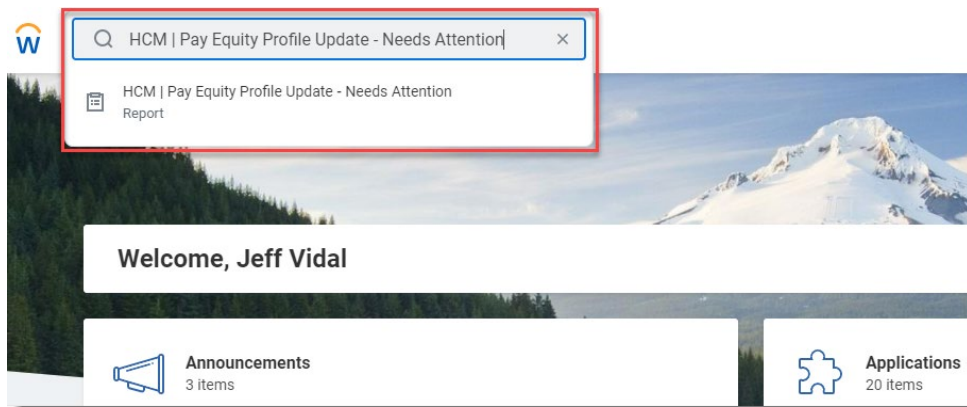 HCM | Pay Equity Profile Update - Needs Attention
HCM | Pay Equity Profile Update - Needs Attention
Report
Welcome, Jeff Vidal
Announcements
3 items
Applications
20 items